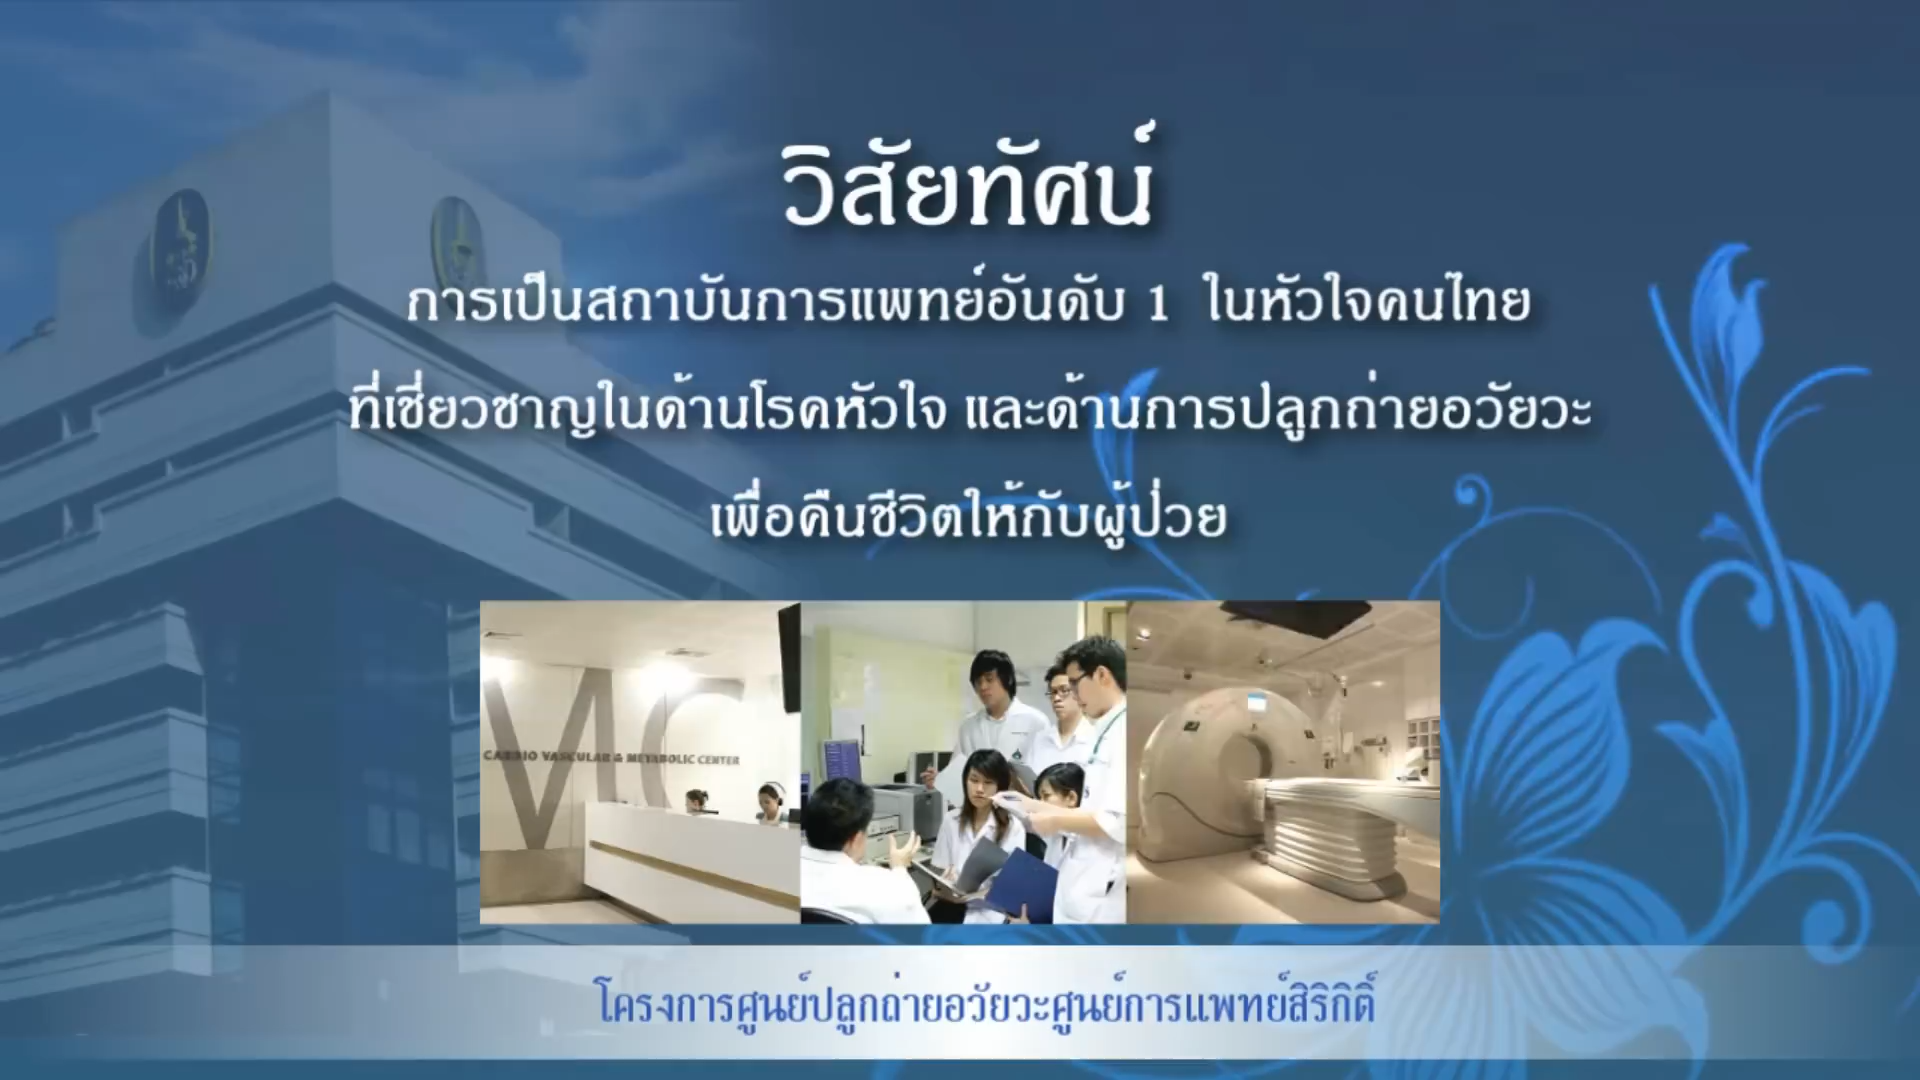 วิสัยทัศน์
การเป็นสถาบันการแพทย์อันดับ 1 ในหัวใจคนไทย
ที่เชี่ยวชาญในด้านโรคหัวใจ และด้านการปลูกถ่ายอวัยวะ
เพื่อคืนชีวิตให้กับผู้ป่วย
MC
CARDIO VASCULAR & METABOLIC CENTER
โครงการศูนย์ปลูกถ่ายอวัยวะศูนย์การแพทย์สิริกิติ์